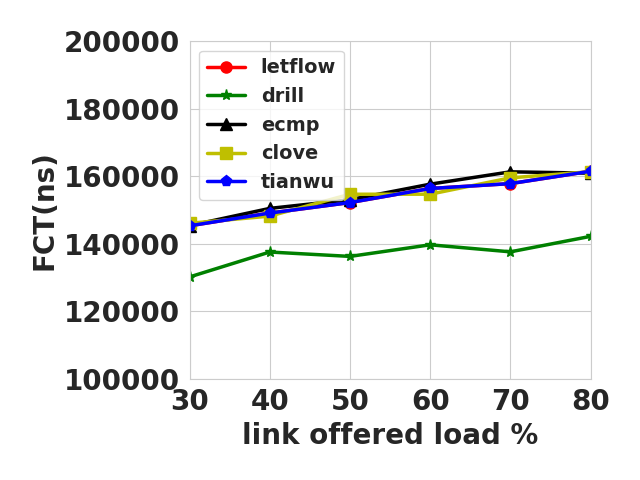 200000
180000
160000
140000
120000
100000
FCT(ns)
letflow
drill
ecmp
clove
tianwu
30 40 50 60 70 80
link offered load %